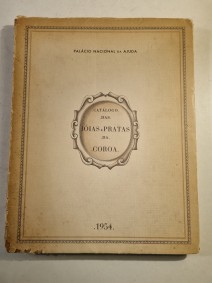 PALÁCIO NACIONAL DA AJUDA
CATÁLOGO
DAS
JÓIAS E PRATAS
DA
COROA
.1954.